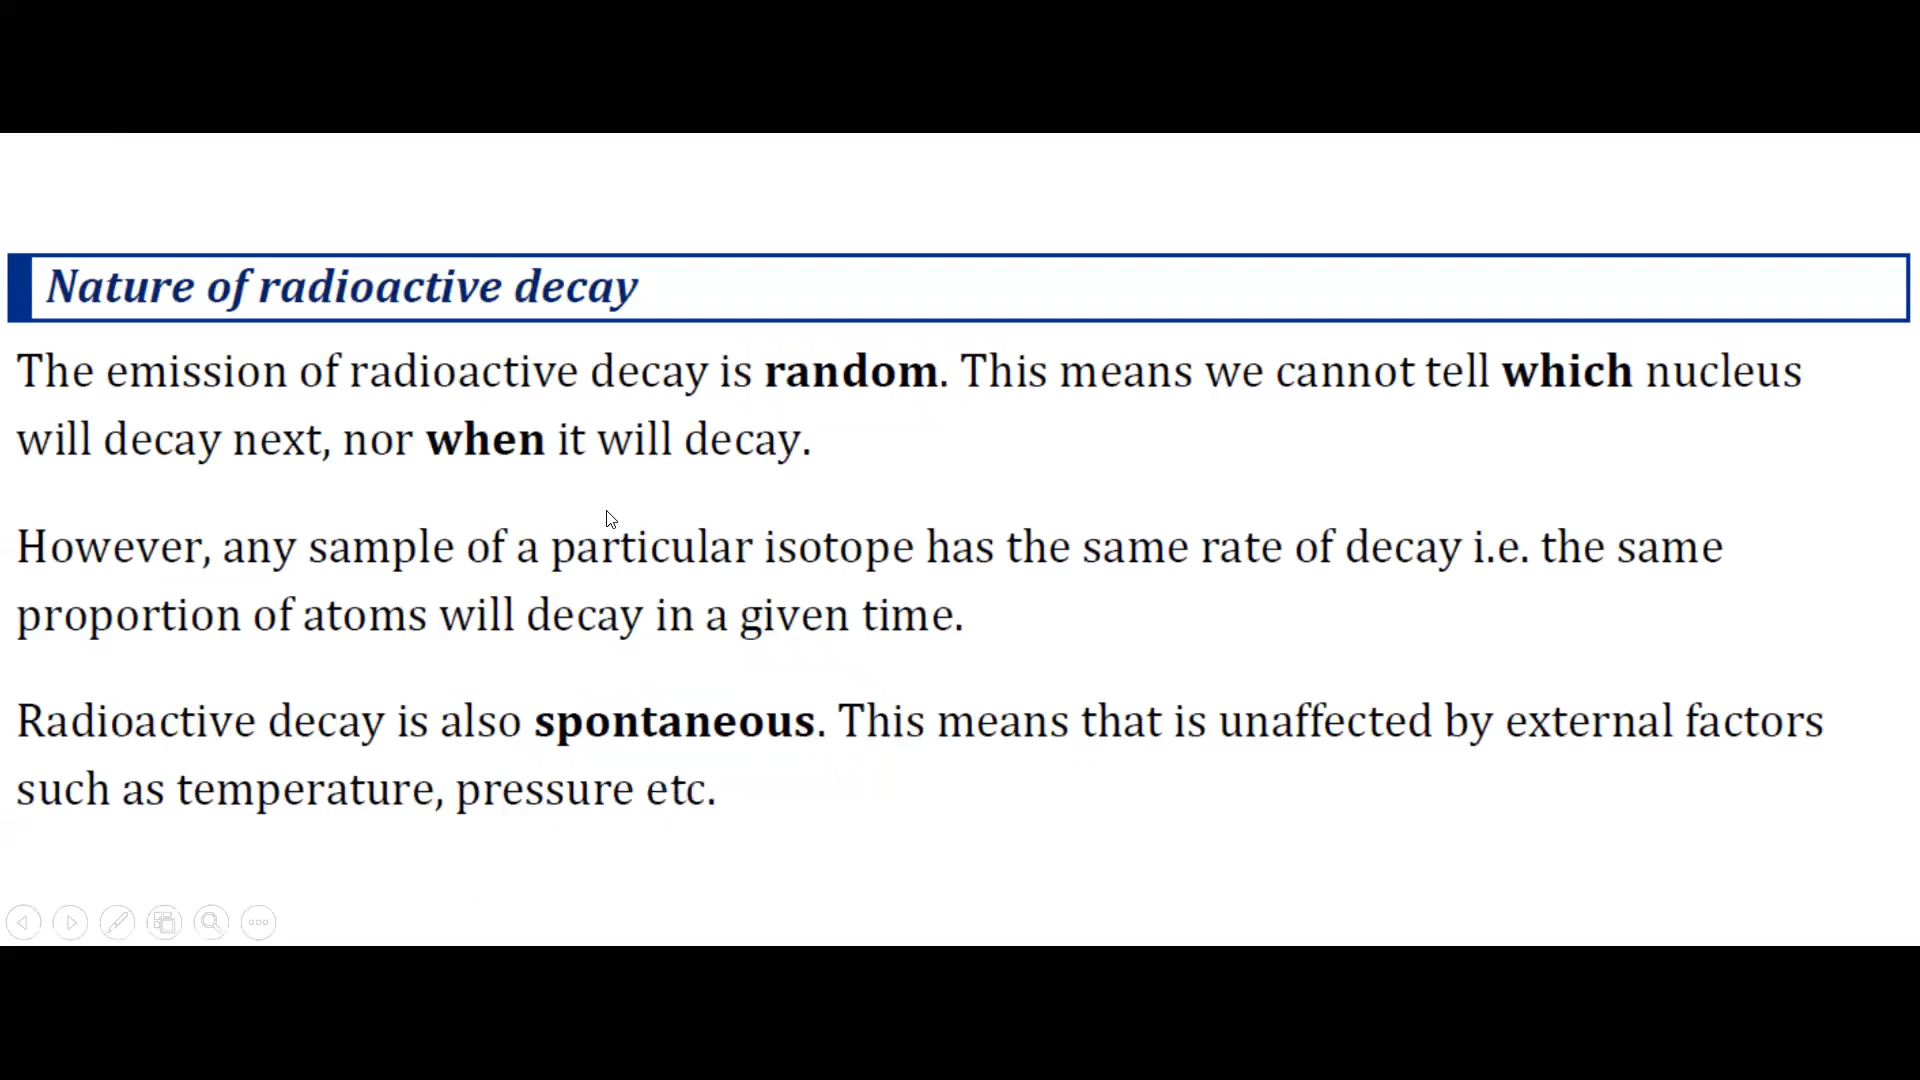 Nature of radioactive decay
The emission of radioactive decay is random. This means we cannot tell which nucleus
will decay next, nor when it will decay.
However, any sample of a particular isotope has the same rate of decay i.e. the same
proportion of atoms will decay in a given time.
Radioactive decay is also spontaneous. This means that is unaffected by external factors
such as temperature, pressure etc.